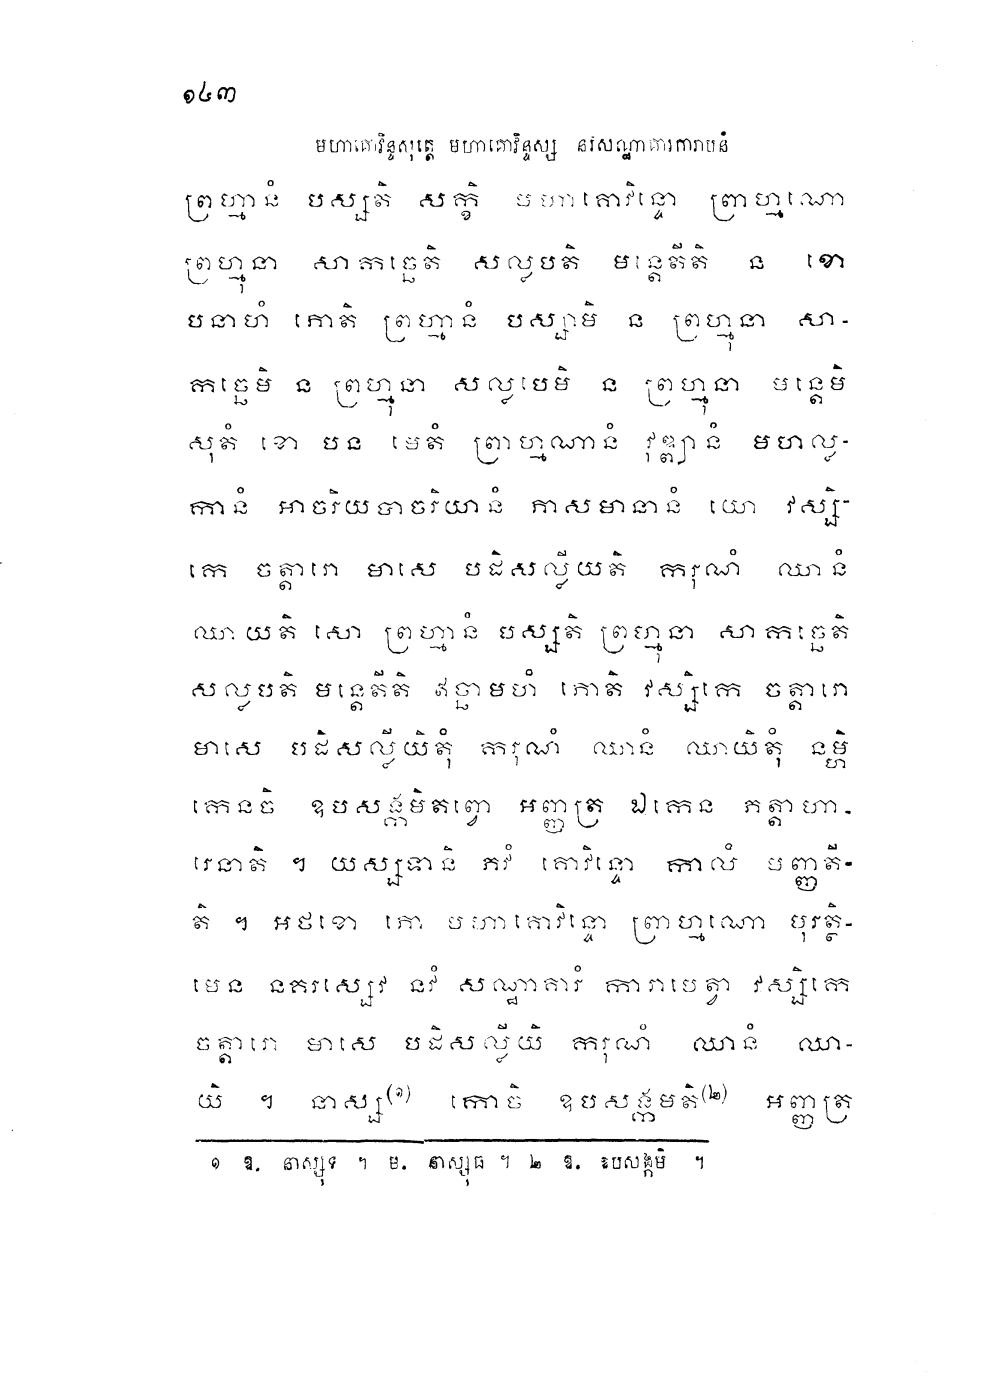 ១៤៣
មហាគោវិន្ទសុត្តេ មហាគោវិន្ទស្ស នវសណ្ឋាគារការាបនំ
ព្រហ្មានំ បស្សតិ សក្ខិ មហាគោវិន្ទោ ព្រាហ្មណោ
ព្រហ្មុនា សាកច្ឆេតិ សល្លបតិ មន្តេតីតិ ន ខោ
បនាហំ ភោតិ ព្រហ្មានំ បស្សាមិ ន ព្រហ្មុនា សា-
កច្ឆេមិ ន ព្រហ្មុនា សល្លបេមិ ន ព្រហ្មុនា មន្តេមិ
សុតំ ខោ បន មេតំ ព្រាហ្មណានំ វុឌ្ឍានំ មហល្ល-
កានំ អាចរិយបាចរិយានំ ភាសមានានំ យោ វស្សិ-
កេ ចត្តារោ មាសេ បដិសល្លីយតិ ករុណំ ឈានំ
ឈាយតិ សោ ព្រហ្មានំ បស្សតិ ព្រហ្មុនា សាកច្ឆេតិ
សល្លបតិ មន្តេតីតិ ឥច្ឆាមហំ ភោតិ វស្សិកេ ចត្តារោ
មាសេ បដិសល្លីយិតុំ ករុណំ ឈានំ ឈាយិតុំ នម្ហិ
កេនចិ ឧបសង្កមិតព្វោ អញ្ញត្រ ឯកេន ភត្តាហា-
រេនាតិ ។ យស្សទានិ ភវំ គោវិន្ទោ កាលំ មញ្ញតី-
តិ ។ អថខោ ភោ មហាគោវិន្ទោ ព្រាហ្មណោ បុរត្ថិ-
មេន នគរស្សេវ នវំ សណ្ឋាគារំ ការាបេត្វា វស្សិកេ
ចត្តារោ មាសេ បដិសល្លីយិ ករុណំ ឈានំ ឈា-
យិ ។ នាស្ស(១) កោចិ ឧបសង្កមតិ(២) អញ្ញត្រ
១ ឱ. នាស្សុទ ។ ម. នាស្សុធ ។ ២ ឱ. ឧបសង្កមិ ។